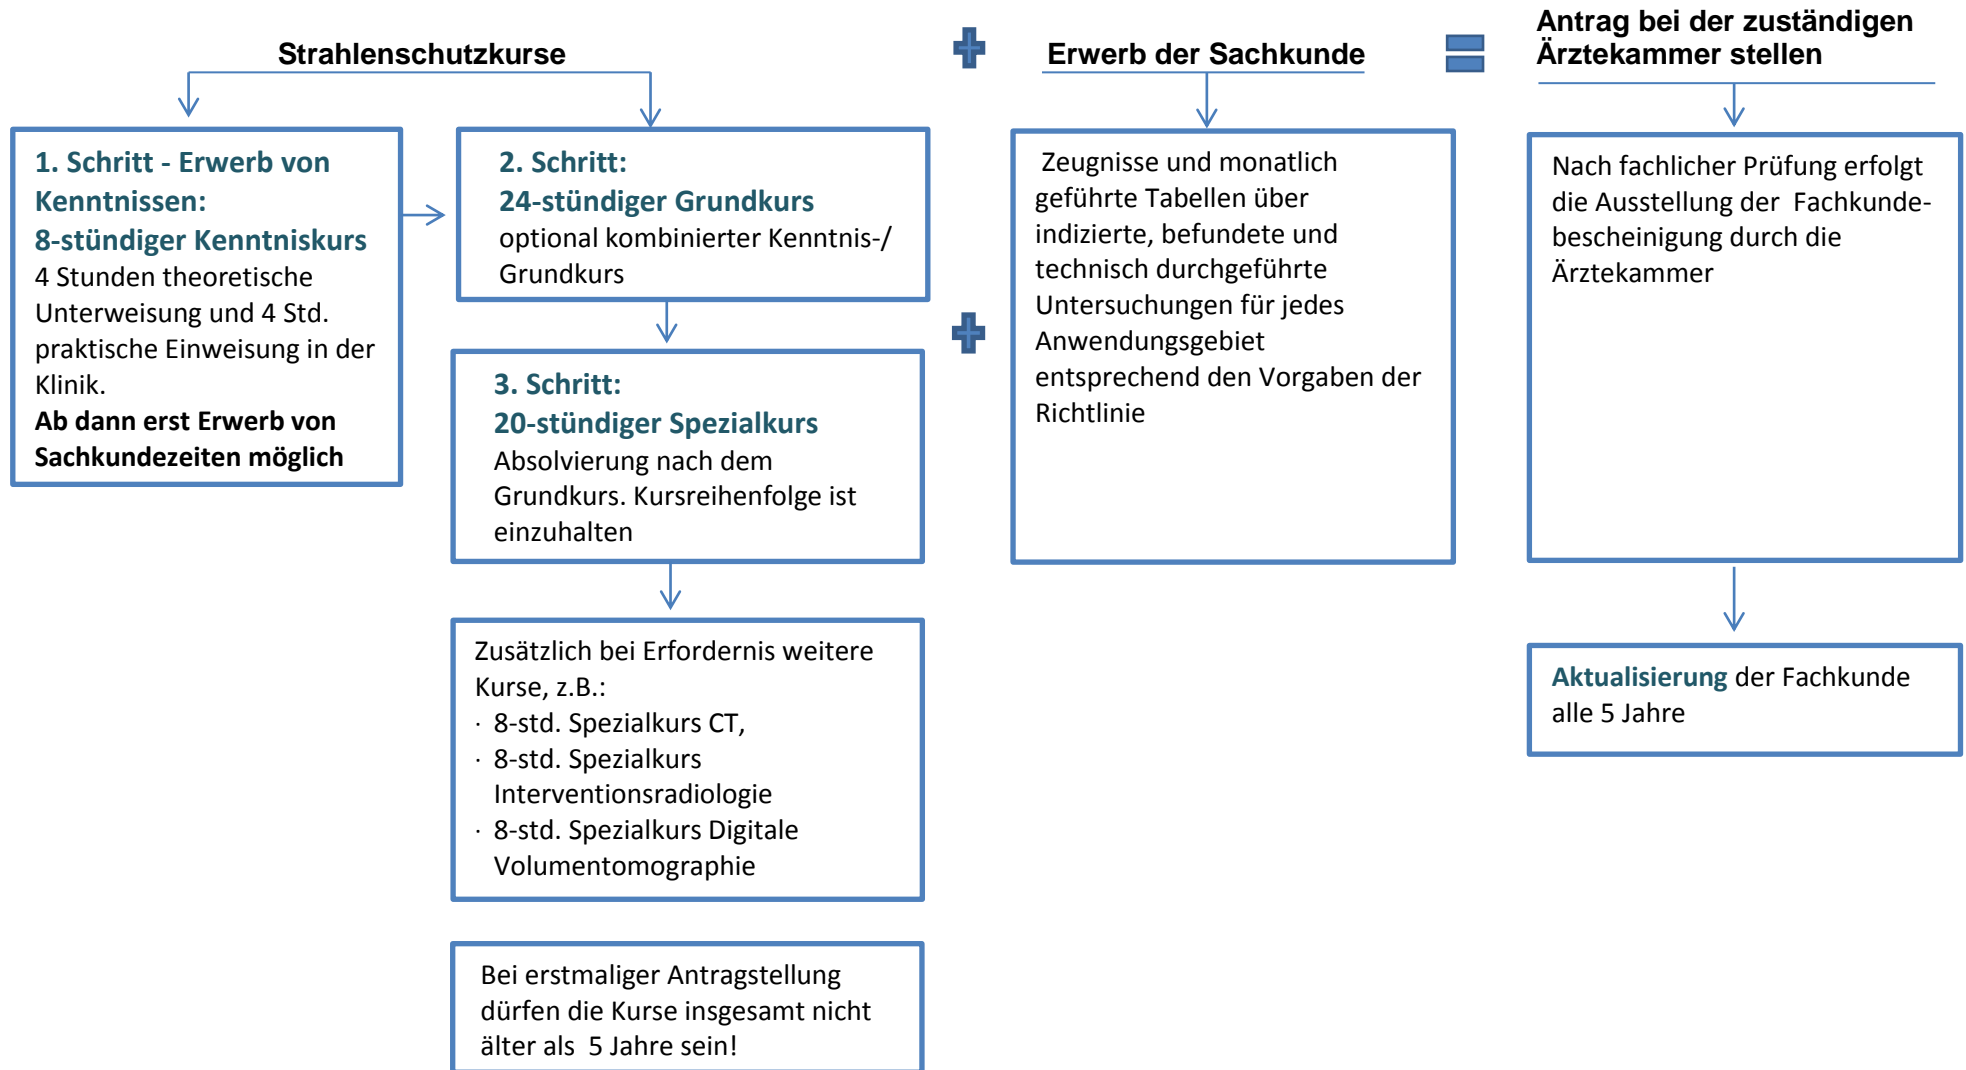 Strahlenschutzkurse
1. Schritt - Erwerb von
Kenntnissen:
8-stündiger Kenntniskurs
4 Stunden theoretische
Unterweisung und 4 Std.
praktische Einweisung in der
Klinik.
Ab dann erst Erwerb von
Sachkundezeiten möglich
2. Schritt:
24-stündiger Grundkurs
optional kombinierter Kenntnis-/
Grundkurs
3. Schritt:
20-stündiger Spezialkurs
Absolvierung nach dem
Grundkurs. Kursreihenfolge ist
einzuhalten
Zusätzlich bei Erfordernis weitere
Kurse, z.B.:
· 8-std. Spezialkurs CT,
· 8-std. Spezialkurs
Interventionsradiologie
· 8-std. Spezialkurs Digitale
Volumentomographie
Bei erstmaliger Antragstellung
dürfen die Kurse insgesamt nicht
älter als 5 Jahre sein!
Erwerb der Sachkunde
Zeugnisse und monatlich
geführte Tabellen über
indizierte, befundete und
technisch durchgeführte
Untersuchungen für jedes
Anwendungsgebiet
entsprechend den Vorgaben der
Richtlinie
Antrag bei der zuständigen
Ärztekammer stellen
Nach fachlicher Prüfung erfolgt
die Ausstellung der Fachkunde-
bescheinigung durch die
Ärztekammer
Aktualisierung der Fachkunde
alle 5 Jahre